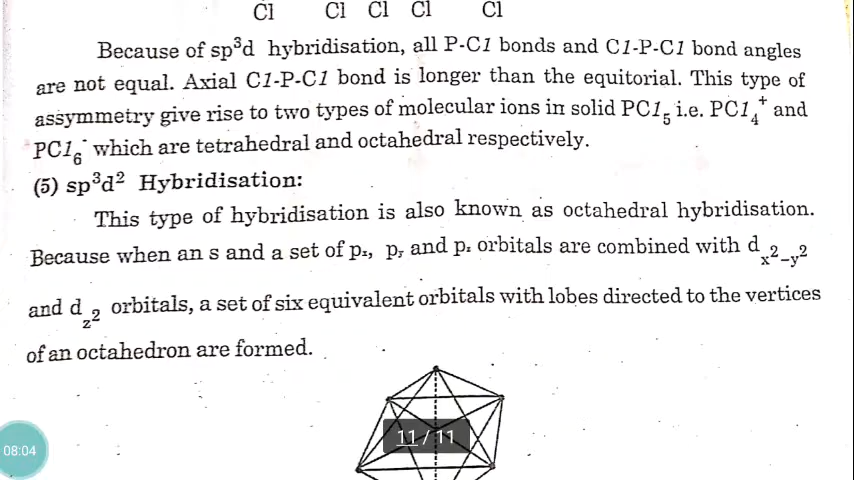 Cl Cl Cl Cl Cl
Because of sp³d hybridisation, all P-Cl bonds and Cl-P-Cl bond angles
are not equal. Axial Cl-P-Cl bond is longer than the equitorial. This type of
assymmetry give rise to two types of molecular ions in solid PCl₅ i.e. PCl₄⁺ and
PCl₆⁻ which are tetrahedral and octahedral respectively.
(5) sp³d² Hybridisation:
This type of hybridisation is also known as octahedral hybridisation.
Because when an s and a set of pₓ, pᵧ and p_z orbitals are combined with d_x²–y²
and d_z² orbitals, a set of six equivalent orbitals with lobes directed to the vertices
of an octahedron are formed.
11 / 11
08:04